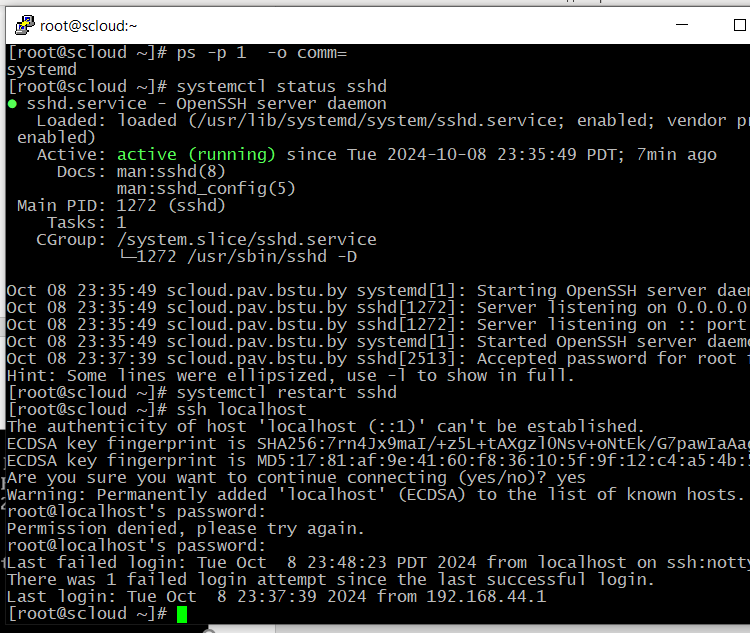 root@scloud:~
[root@scloud ~]# ps -p 1  -o comm=
systemd
[root@scloud ~]# systemctl status sshd
● sshd.service - OpenSSH server daemon
   Loaded: loaded (/usr/lib/systemd/system/sshd.service; enabled; vendor
 enabled)
   Active: active (running) since Tue 2024-10-08 23:35:49 PDT; 7min ago
     Docs: man:sshd(8)
           man:sshd_config(5)
 Main PID: 1272 (sshd)
    Tasks: 1
   CGroup: /system.slice/sshd.service
           └─1272 /usr/sbin/sshd -D
Oct 08 23:35:49 scloud.pav.bstu.by systemd[1]: Starting OpenSSH server
Oct 08 23:35:49 scloud.pav.bstu.by sshd[1272]: Server listening on 0.0.0.0
Oct 08 23:35:49 scloud.pav.bstu.by sshd[1272]: Server listening on :: port
Oct 08 23:35:49 scloud.pav.bstu.by systemd[1]: Started OpenSSH server
Oct 08 23:37:39 scloud.pav.bstu.by sshd[2513]: Accepted password for root
Hint: Some lines were ellipsized, use -l to show in full.
[root@scloud ~]# systemctl restart sshd
[root@scloud ~]# ssh localhost
The authenticity of host 'localhost (::1)' can't be established.
ECDSA key fingerprint is SHA256:7rn4Jx9maI/+z5L+tAXgzl0Nsv+oNtEk/G7pawIaAa
ECDSA key fingerprint is MD5:17:81:af:9e:41:60:f8:36:10:5f:9f:12:c4:a5:4b:
Are you sure you want to continue connecting (yes/no)? yes
Warning: Permanently added 'localhost' (ECDSA) to the list of known hosts.
root@localhost's password:
Permission denied, please try again.
root@localhost's password:
Last failed login: Tue Oct  8 23:48:23 PDT 2024 from localhost on ssh:notty
There was 1 failed login attempt since the last successful login.
Last login: Tue Oct  8 23:37:39 2024 from 192.168.44.1
[root@scloud ~]#